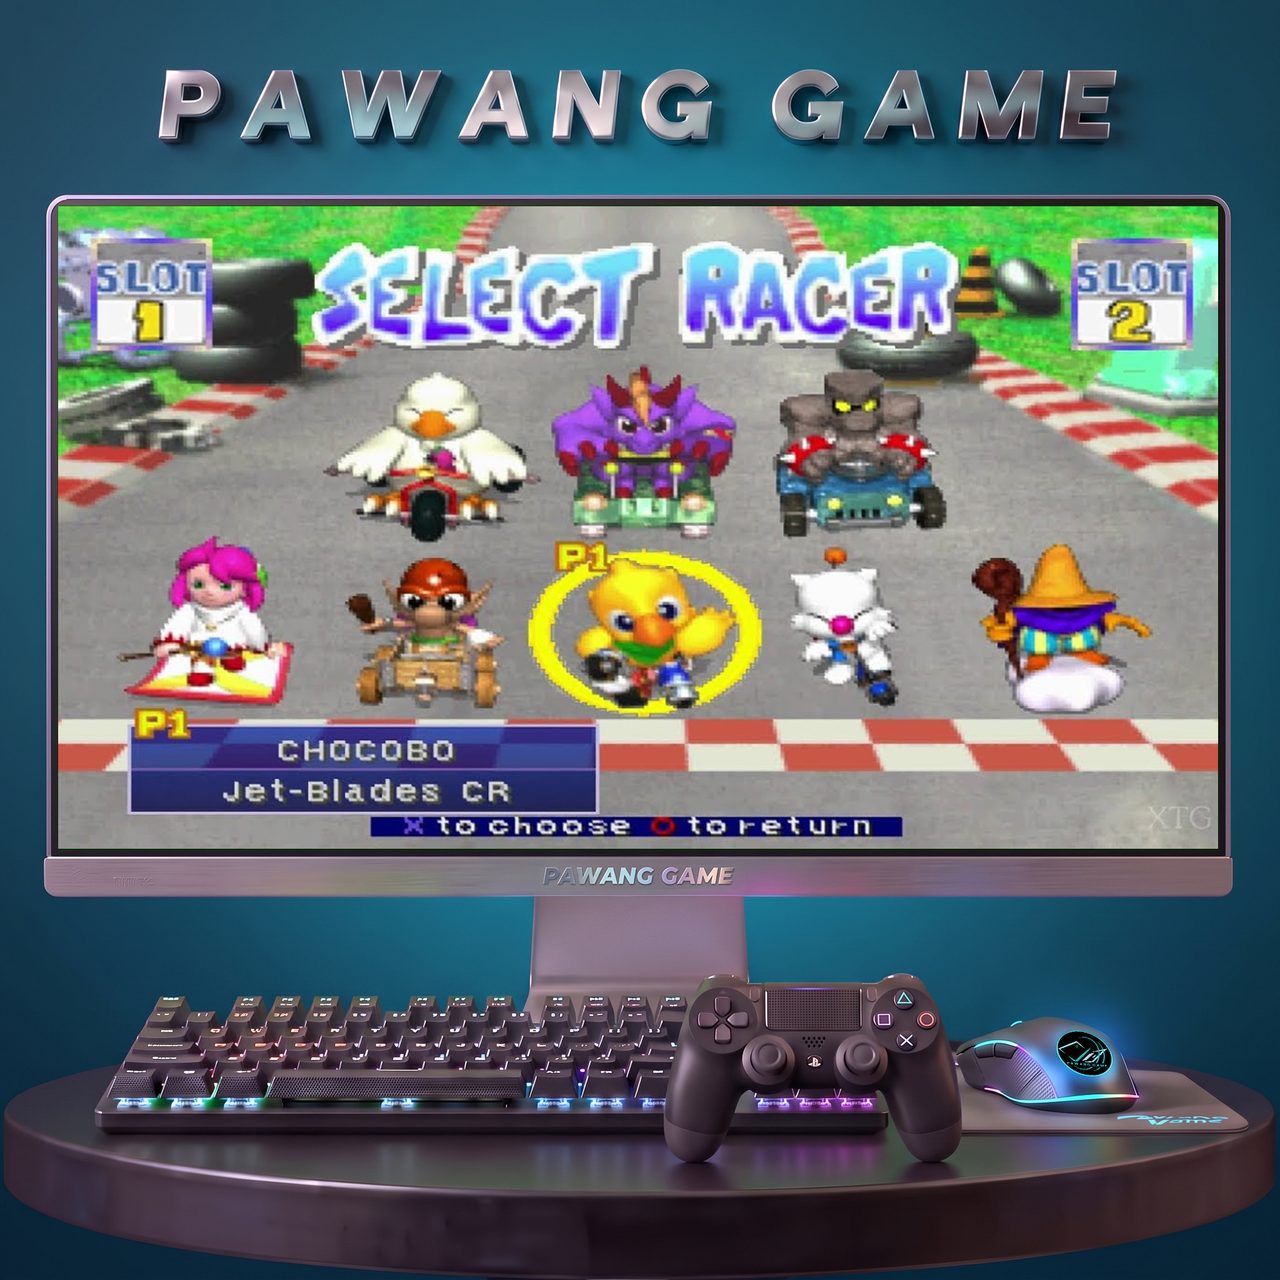 PAWANG GAME
SLOT
1
SELECT RACER
SLOT
2
P1
P1
CHOCOBO
Jet-Blades CR
X to choose O to return
XTG
PAWANG GAME